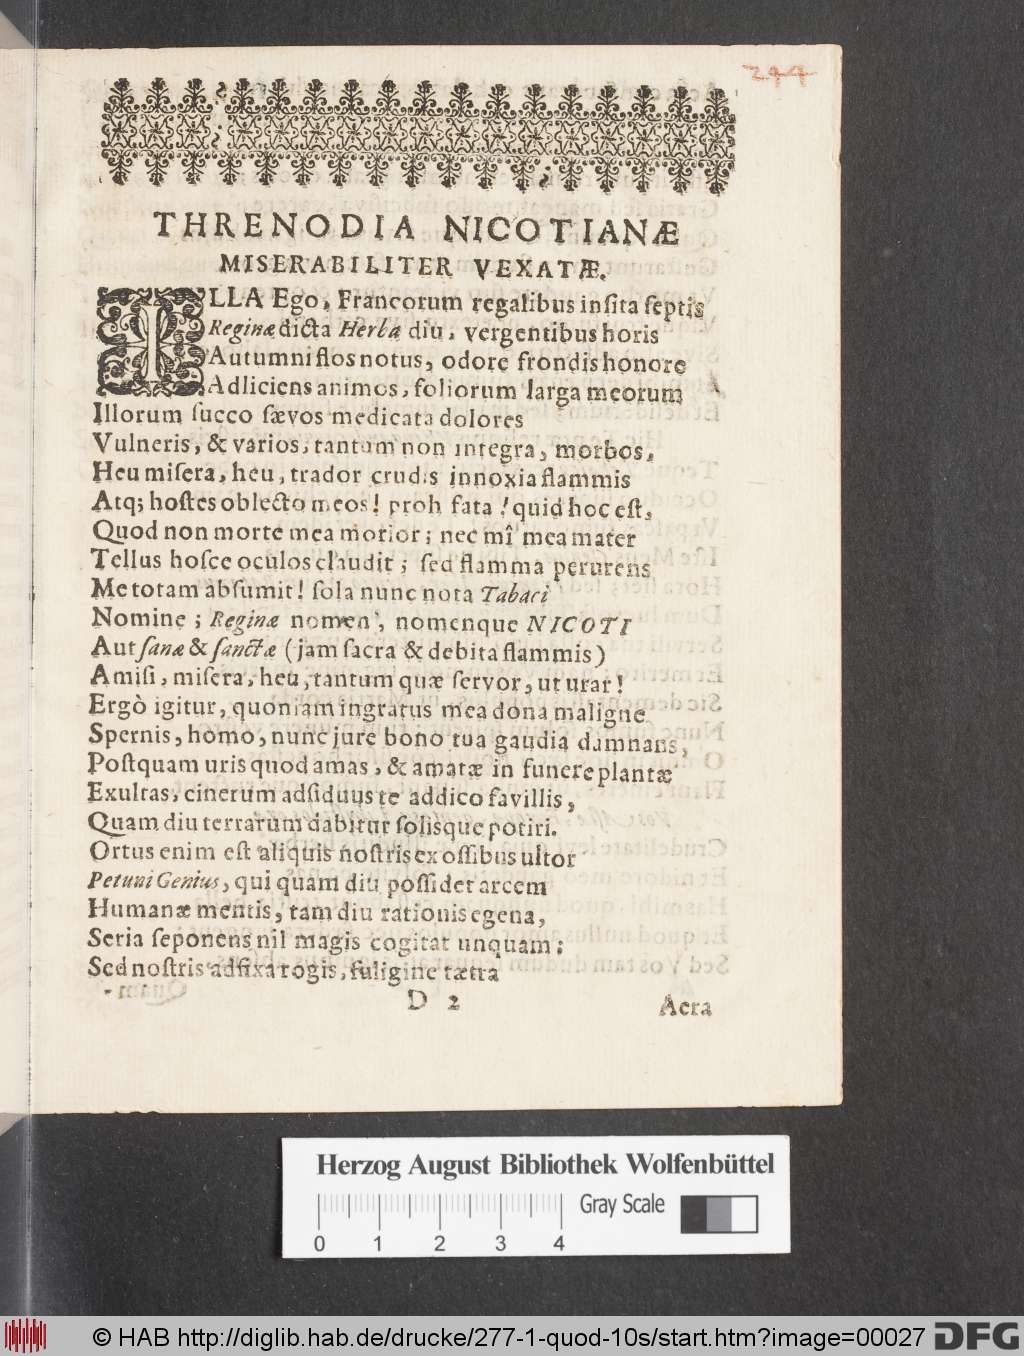 244
THRENODIA NICOTIANÆ
MISERABILITER VEXATÆ.
ILLA Ego, Francorum regalibus inſita ſeptis
Reginæ dicta Herba diu, vergentibus horis
Autumni flos notus, odore frondis honore
Adliciens animos, foliorum larga meorum
Illorum ſucco ſævos medicata dolores
Vulneris, & varios, tantum non integra, morbos,
Heu miſera, heu, trador crudis innoxia flammis
Atq; hoſtes oblecto meos! proh fata! quid hoc eſt,
Quod non morte mea morior; nec mî mea mater
Tellus hoſce oculos claudit; ſed flamma perurens
Me totam abſumit! ſola nunc nota Tabaci
Nomine; Reginæ nomen, nomenque NICOTI
Aut ſanæ & ſanctæ (jam ſacra & debita flammis)
Amiſi, miſera, heu, tantum quæ ſervor, ut urar!
Ergò igitur, quoniam ingratus mea dona maligne
Spernis, homo, nunc jure bono tua gaudia damnans,
Poſtquam uris quod amas, & amatæ in funere plantæ
Exultas, cinerum adſiduus te addico favillis,
Quam diu terrarum dabitur ſolisque potiri.
Ortus enim eſt aliquis noſtris ex oſſibus ultor
Petuni Genius, qui quam diu poſſidet arcem
Humanæ mentis, tam diu rationis egena,
Seria ſeponens nil magis cogitat unquam:
Sed noſtris adfixa rogis, fuligine tætra
D 2 Acra
Herzog August Bibliothek Wolfenbüttel
Gray Scale
0 1 2 3 4
© HAB http://diglib.hab.de/drucke/277-1-quod-10s/start.htm?image=00027 DFG